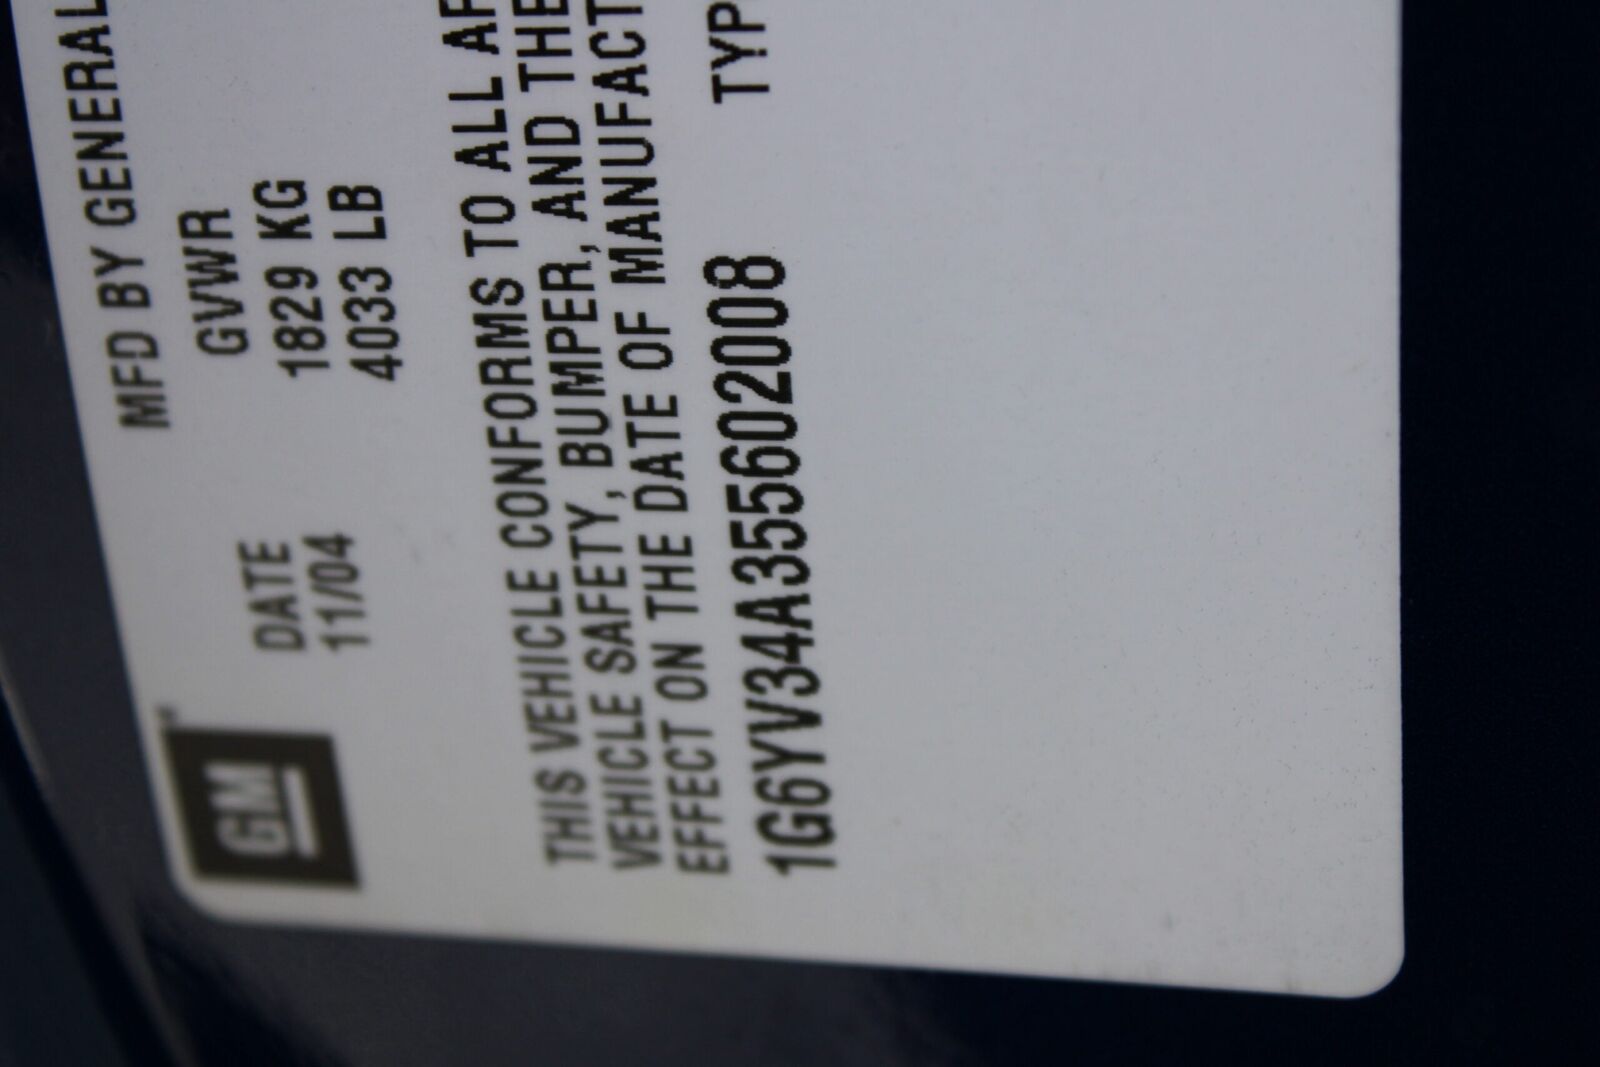 MFD BY GENERAL
GM
DATE
11/04
GVWR
1829 KG
4033 LB
THIS VEHICLE CONFORMS TO ALL AP
VEHICLE SAFETY, BUMPER, AND THE
EFFECT ON THE DATE OF MANUFACT
1G6YV34A355602008 TYP